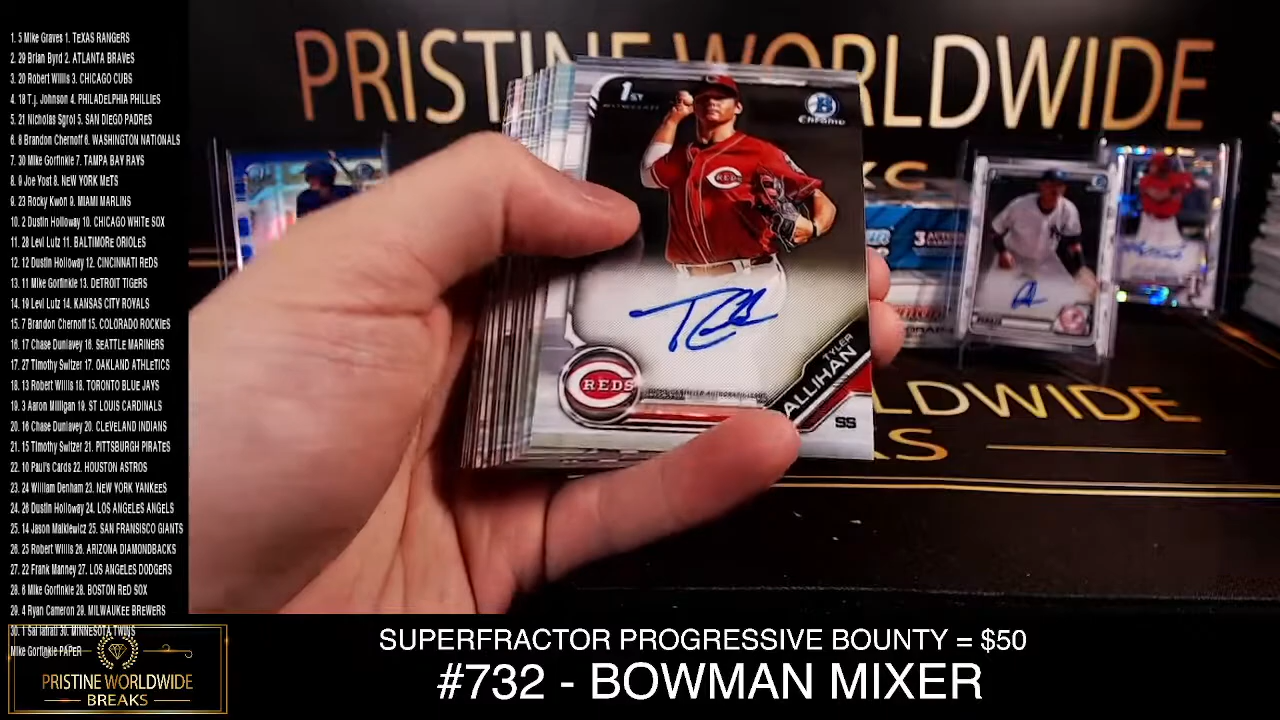 1. 5 Mike Graves 1. TEXAS RANGERS
2. 29 Brian Byrd 2. ATLANTA BRAVES
3. 20 Robert Willis 3. CHICAGO CUBS
4. 18 T.j. Johnson 4. PHILADELPHIA PHILLIES
5. 21 Nicholas Sgroi 5. SAN DIEGO PADRES
6. 8 Brandon Chernoff 6. WASHINGTON NATIONALS
7. 30 Mike Gorfinkle 7. TAMPA BAY RAYS
8. 9 Joe Yost 8. NEW YORK METS
9. 23 Rocky Kwon 9. MIAMI MARLINS
10. 2 Dustin Holloway 10. CHICAGO WHITE SOX
11. 28 Levi Lutz 11. BALTIMORE ORIOLES
12. 12 Dustin Holloway 12. CINCINNATI REDS
13. 11 Mike Gorfinkle 13. DETROIT TIGERS
14. 19 Levi Lutz 14. KANSAS CITY ROYALS
15. 7 Brandon Chernoff 15. COLORADO ROCKIES
16. 17 Chase Dunlavey 16. SEATTLE MARINERS
17. 27 Timothy Switzer 17. OAKLAND ATHLETICS
18. 13 Robert Willis 18. TORONTO BLUE JAYS
19. 3 Aaron Milligan 19. ST LOUIS CARDINALS
20. 16 Chase Dunlavey 20. CLEVELAND INDIANS
21. 15 Timothy Switzer 21. PITTSBURGH PIRATES
22. 10 Paul's Cards 22. HOUSTON ASTROS
23. 24 William Denham 23. NEW YORK YANKEES
24. 26 Dustin Holloway 24. LOS ANGELES ANGELS
25. 14 Jason Malkiewicz 25. SAN FRANSISCO GIANTS
26. 25 Robert Willis 26. ARIZONA DIAMONDBACKS
27. 22 Frank Manney 27. LOS ANGELES DODGERS
28. 6 Mike Gorfinkle 28. BOSTON RED SOX
29. 4 Ryan Cameron 29. MILWAUKEE BREWERS
30. 1 Sal 30. MINNESOTA TWINS
Mike Gorfinkle PAPER
PRISTINE WORLDWIDE
BREAKS
PRISTINE WORLDWIDE
1ST
B
Chrome
REDS
REDS
TYLER
CALLIHAN
SS
3
LDWIDE
S
SUPERFRACTOR PROGRESSIVE BOUNTY = $50
#732 - BOWMAN MIXER